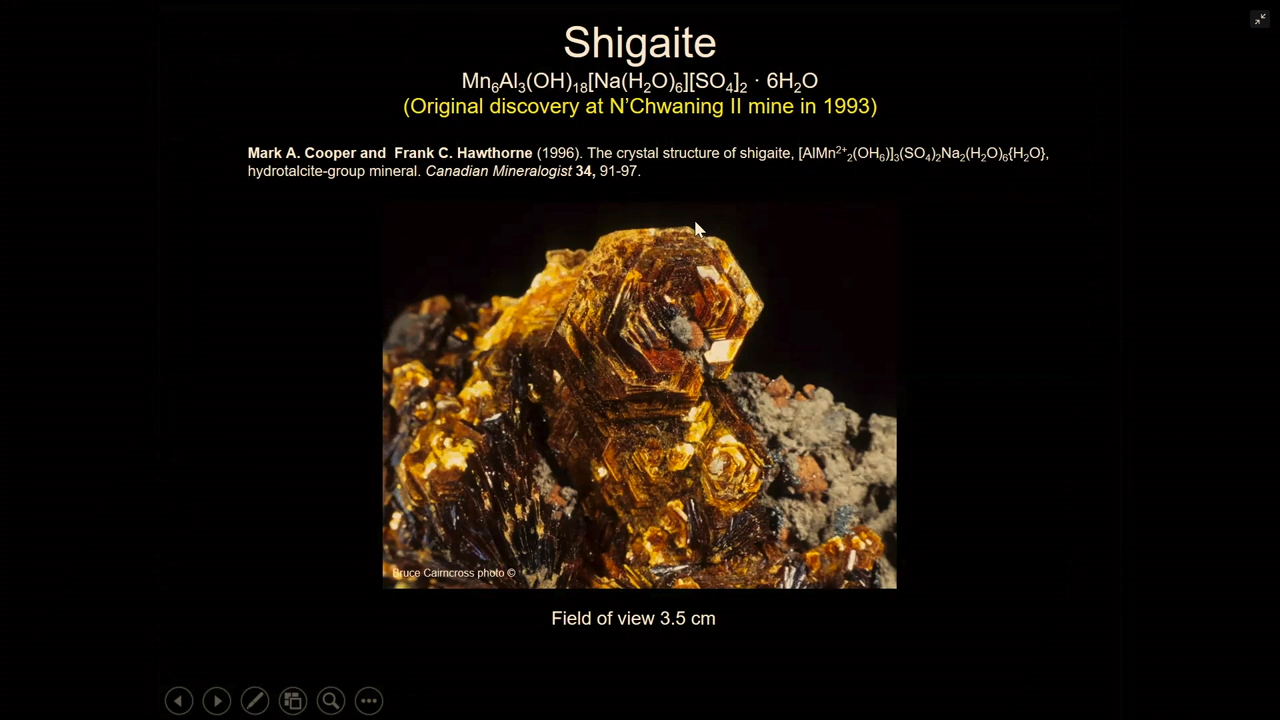 Shigaite
Mn₆Al₃(OH)₁₈[Na(H₂O)₆][SO₄]₂ · 6H₂O
(Original discovery at N’Chwaning II mine in 1993)
Mark A. Cooper and Frank C. Hawthorne (1996). The crystal structure of shigaite, [AlMn²⁺₂(OH₆)]₃(SO₄)₂Na₂(H₂O)₆{H₂O},
hydrotalcite-group mineral. Canadian Mineralogist 34, 91-97.
Bruce Cairncross photo ©
Field of view 3.5 cm